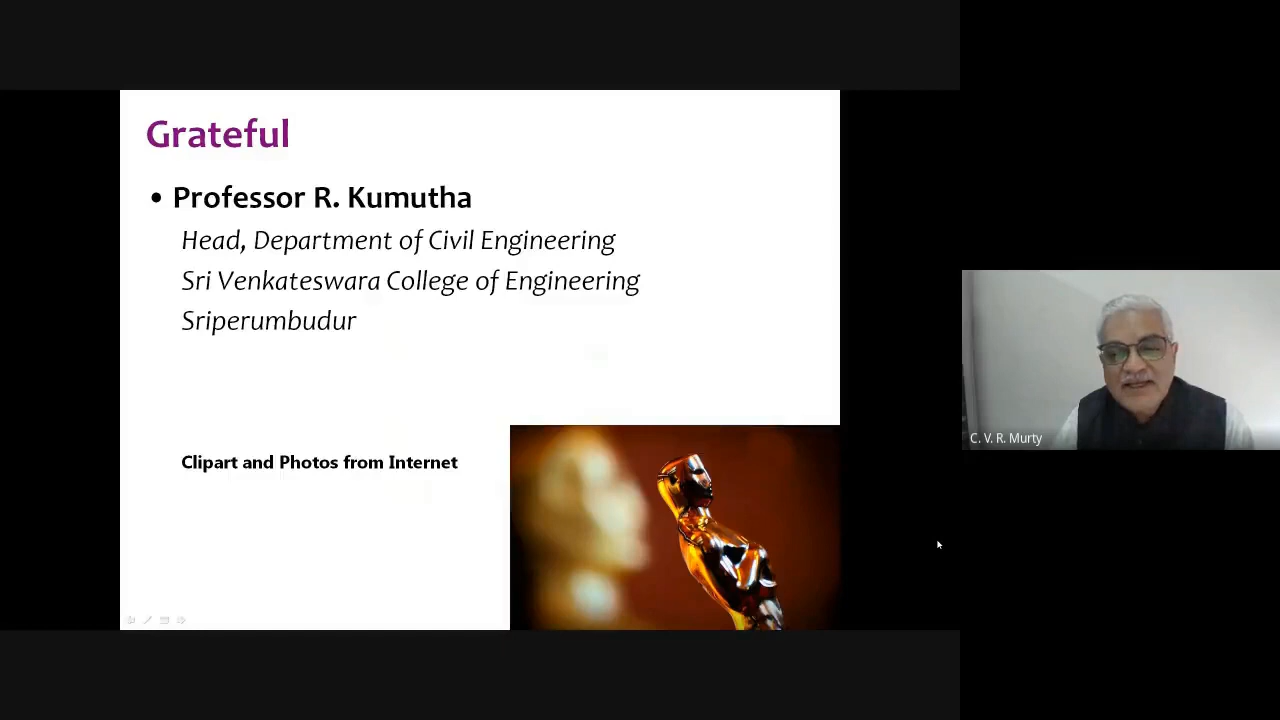 Grateful
• Professor R. Kumutha
Head, Department of Civil Engineering
Sri Venkateswara College of Engineering
Sriperumbudur
Clipart and Photos from Internet
C. V. R. Murty